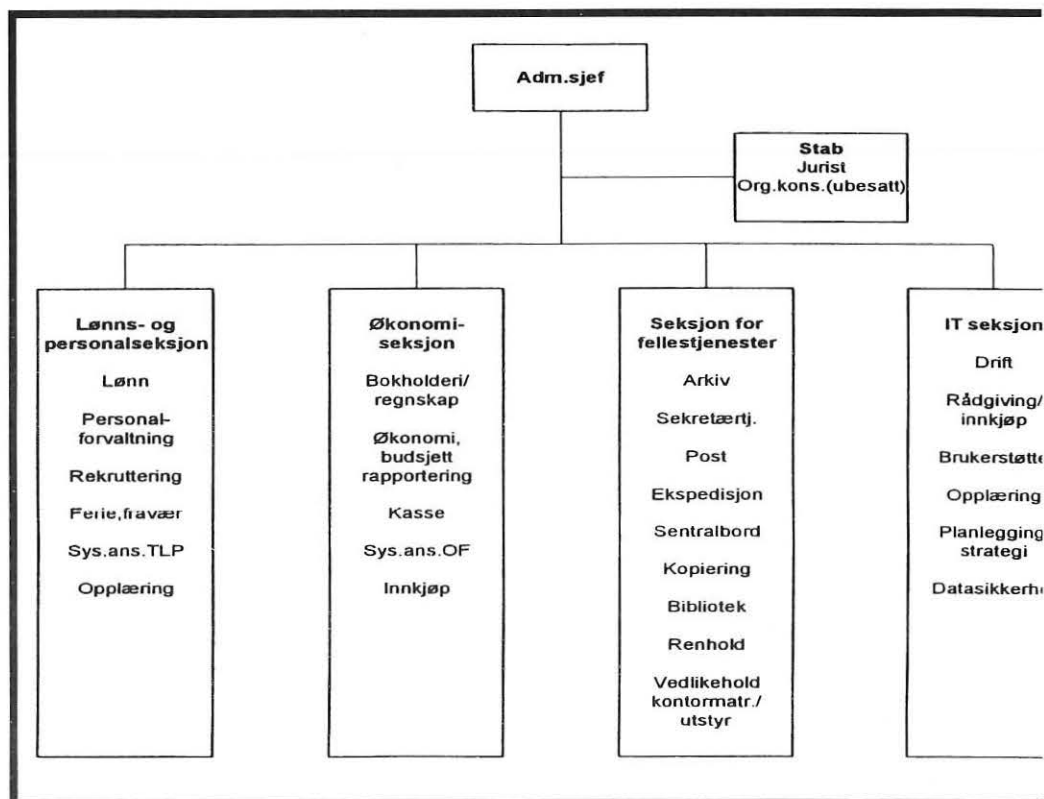 Adm.sjef
Stab
Jurist
Org.kons.(ubesatt)
Lønns- og
personalseksjon
Lønn
Personal-
forvaltning
Rekruttering
Ferie,fravær
Sys.ans.TLP
Opplæring
Økonomi-
seksjon
Bokholderi/
regnskap
Økonomi,
budsjett
rapportering
Kasse
Sys.ans.OF
Innkjøp
Seksjon for
fellestjenester
Arkiv
Sekretærtj.
Post
Ekspedisjon
Sentralbord
Kopiering
Bibliotek
Renhold
Vedlikehold
kontormatr./
utstyr
IT seksjon
Drift
Rådgiving/
innkjøp
Brukerstøtte
Opplæring
Planlegging
strategi